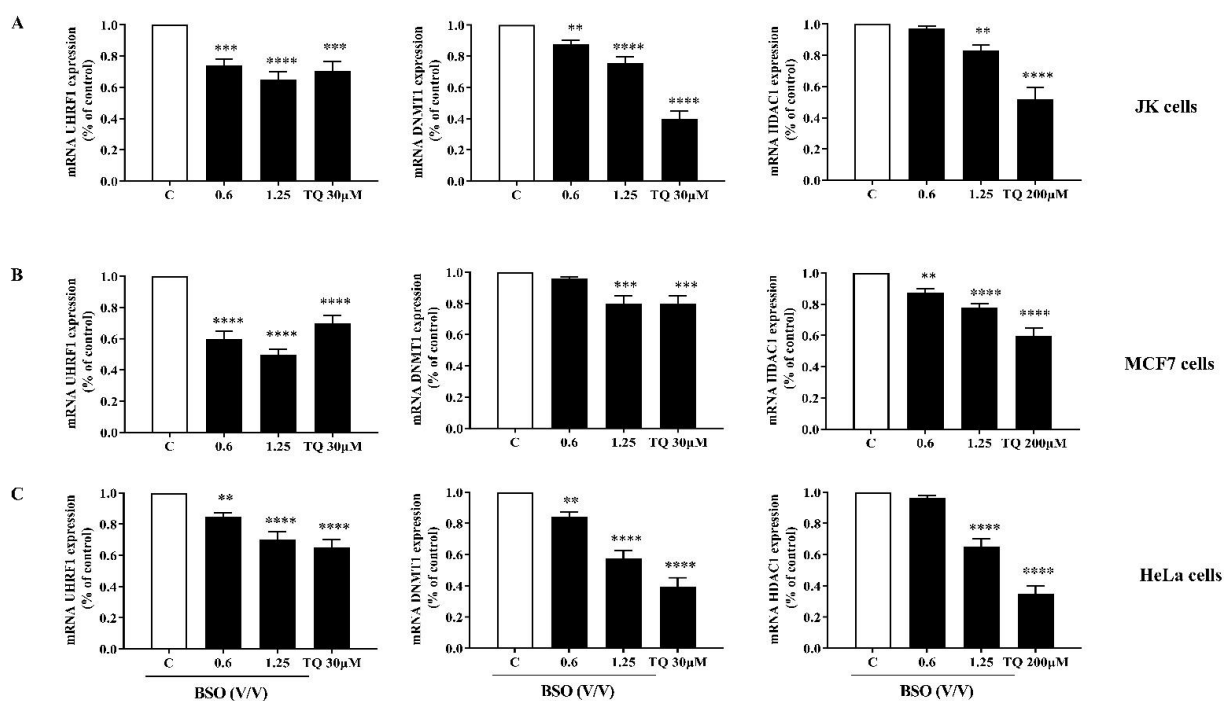 A
mRNA UHRF1 expression
(% of control)
1.0
0.8
0.6
0.4
0.2
0.0
***
****
***
C
0.6
1.25
TQ 30µM
mRNA DNMT1 expression
(% of control)
1.0
0.8
0.6
0.4
0.2
0.0
**
****
****
C
0.6
1.25
TQ 30µM
mRNA HDAC1 expression
(% of control)
1.0
0.8
0.6
0.4
0.2
0.0
**
****
C
0.6
1.25
TQ 200µM
JK cells
B
mRNA UHRF1 expression
(% of control)
1.0
0.8
0.6
0.4
0.2
0.0
****
****
****
C
0.6
1.25
TQ 30µM
mRNA DNMT1 expression
(% of control)
1.0
0.8
0.6
0.4
0.2
0.0
***
***
C
0.6
1.25
TQ 30µM
mRNA HDAC1 expression
(% of control)
1.0
0.8
0.6
0.4
0.2
0.0
**
****
****
C
0.6
1.25
TQ 200µM
MCF7 cells
C
mRNA UHRF1 expression
(% of control)
1.0
0.8
0.6
0.4
0.2
0.0
**
****
****
C
0.6
1.25
TQ 30µM
BSO (V/V)
mRNA DNMT1 expression
(% of control)
1.0
0.8
0.6
0.4
0.2
0.0
**
****
****
C
0.6
1.25
TQ 30µM
BSO (V/V)
mRNA HDAC1 expression
(% of control)
1.0
0.8
0.6
0.4
0.2
0.0
****
****
C
0.6
1.25
TQ 200µM
BSO (V/V)
HeLa cells